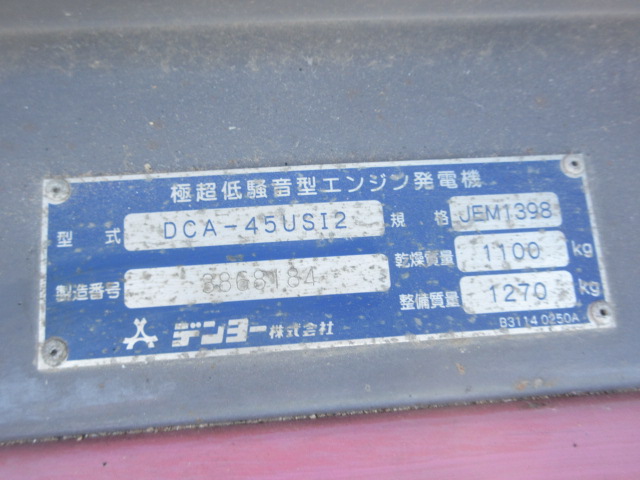 極超低騒音型エンジン発電機
型式 DCA-45USI2 規格 JEM1398
乾燥質量 1100 kg
製造番号 3868184
整備質量 1270 kg
デンヨー株式会社
B3114 0250A